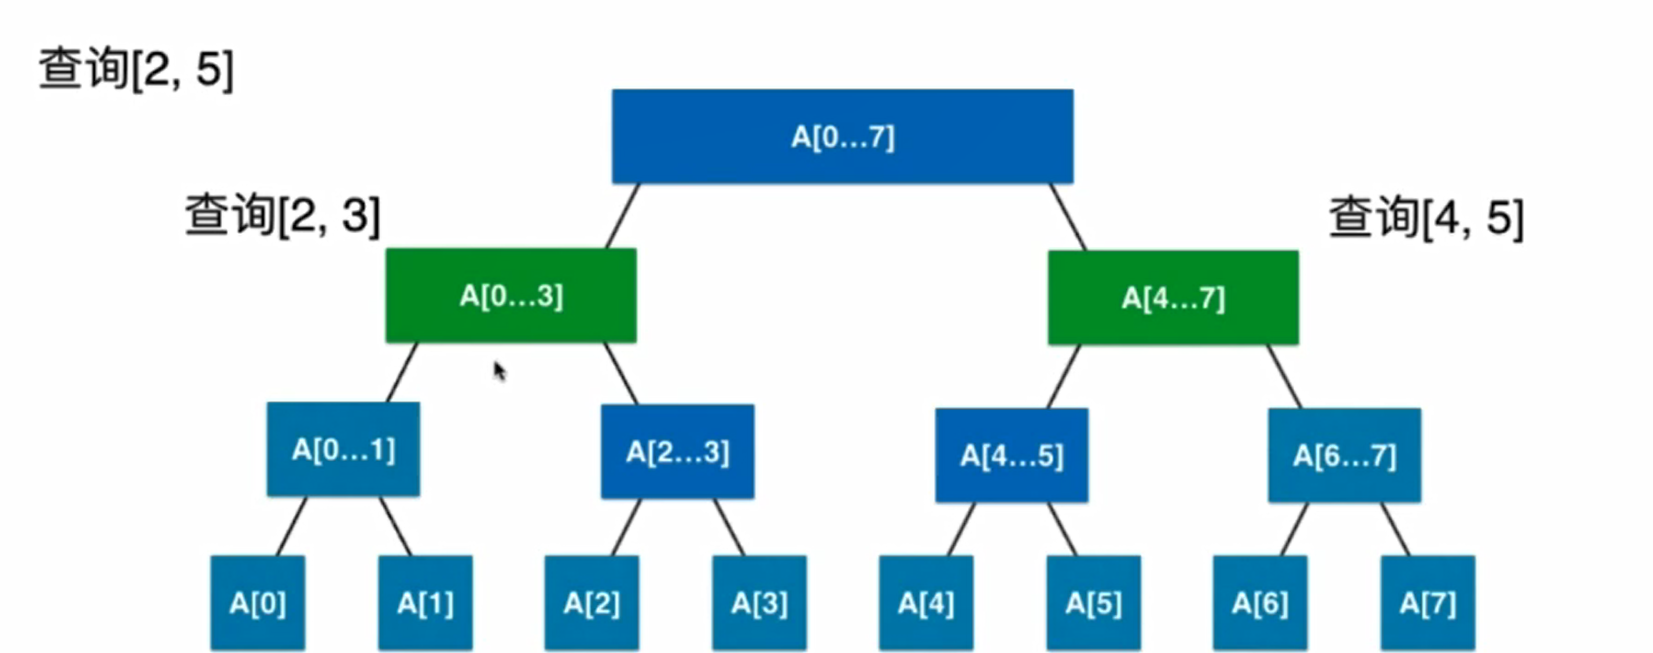 查询[2, 5]
A[0...7]
查询[2, 3]
查询[4, 5]
A[0...3]
A[4...7]
A[0...1]
A[2...3]
A[4...5]
A[6...7]
A[0]
A[1]
A[2]
A[3]
A[4]
A[5]
A[6]
A[7]